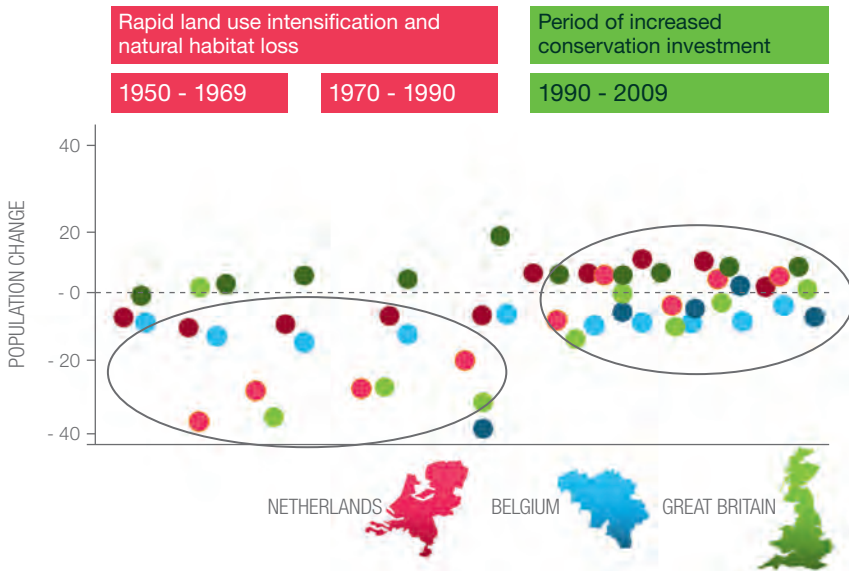 Rapid land use intensification and
natural habitat loss
Period of increased
conservation investment
1950 - 1969
1970 - 1990
1990 - 2009
POPULATION CHANGE
40
20
- 0
- 20
- 40
NETHERLANDS
BELGIUM
GREAT BRITAIN